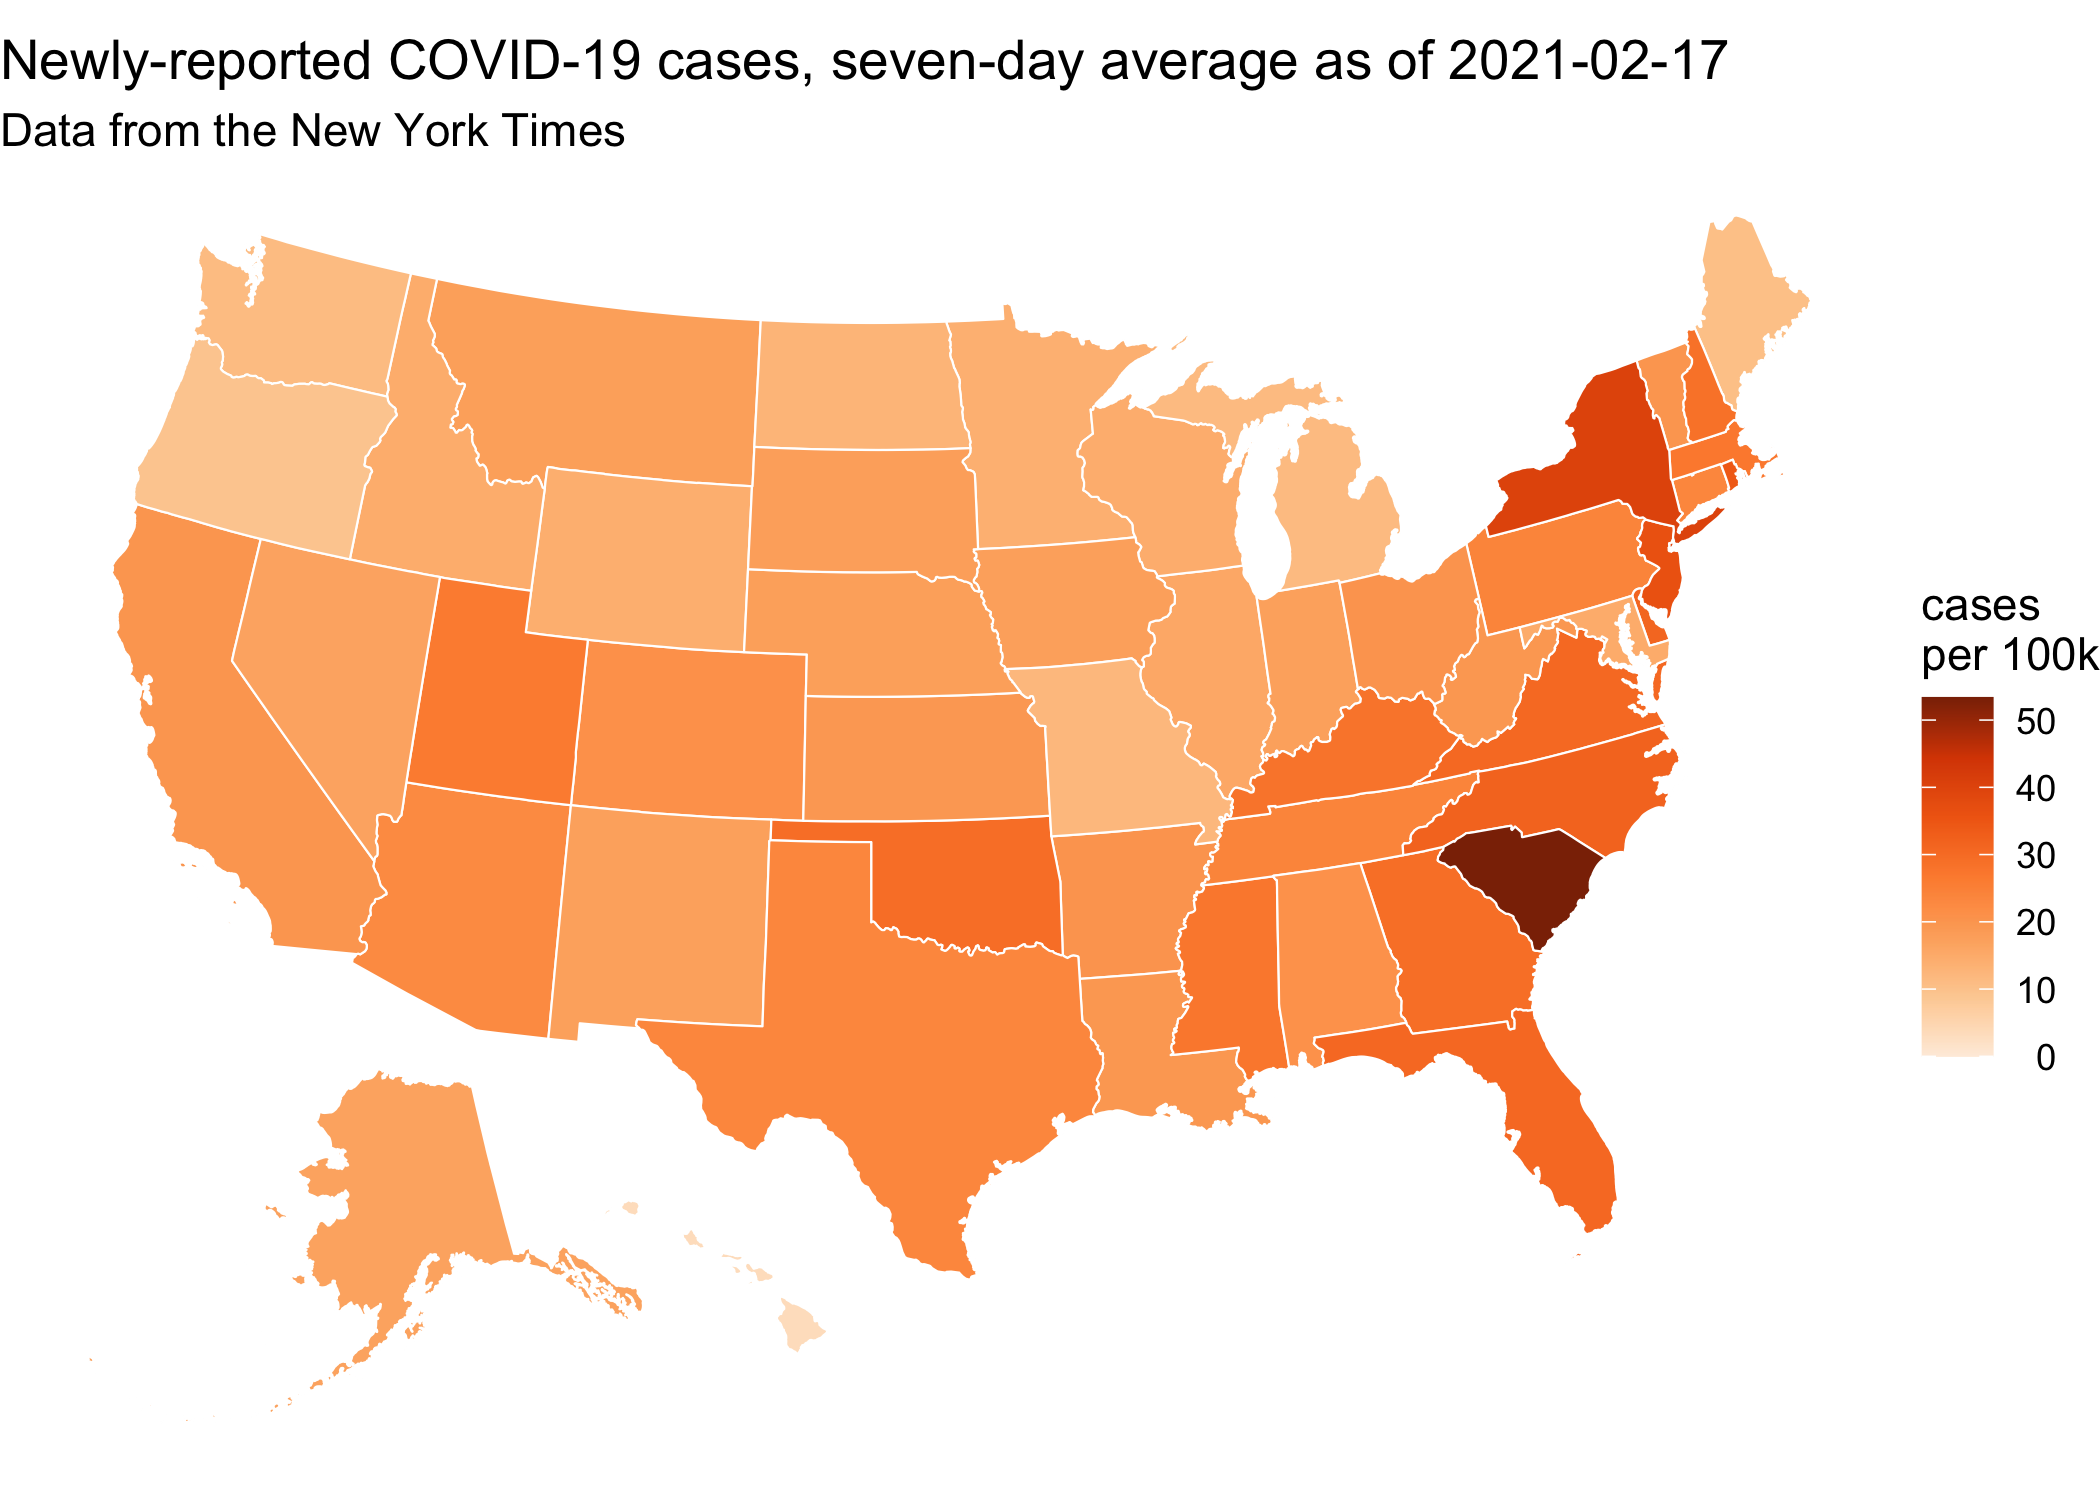 Newly-reported COVID-19 cases, seven-day average as of 2021-02-17
Data from the New York Times
cases
per 100k
50
40
30
20
10
0